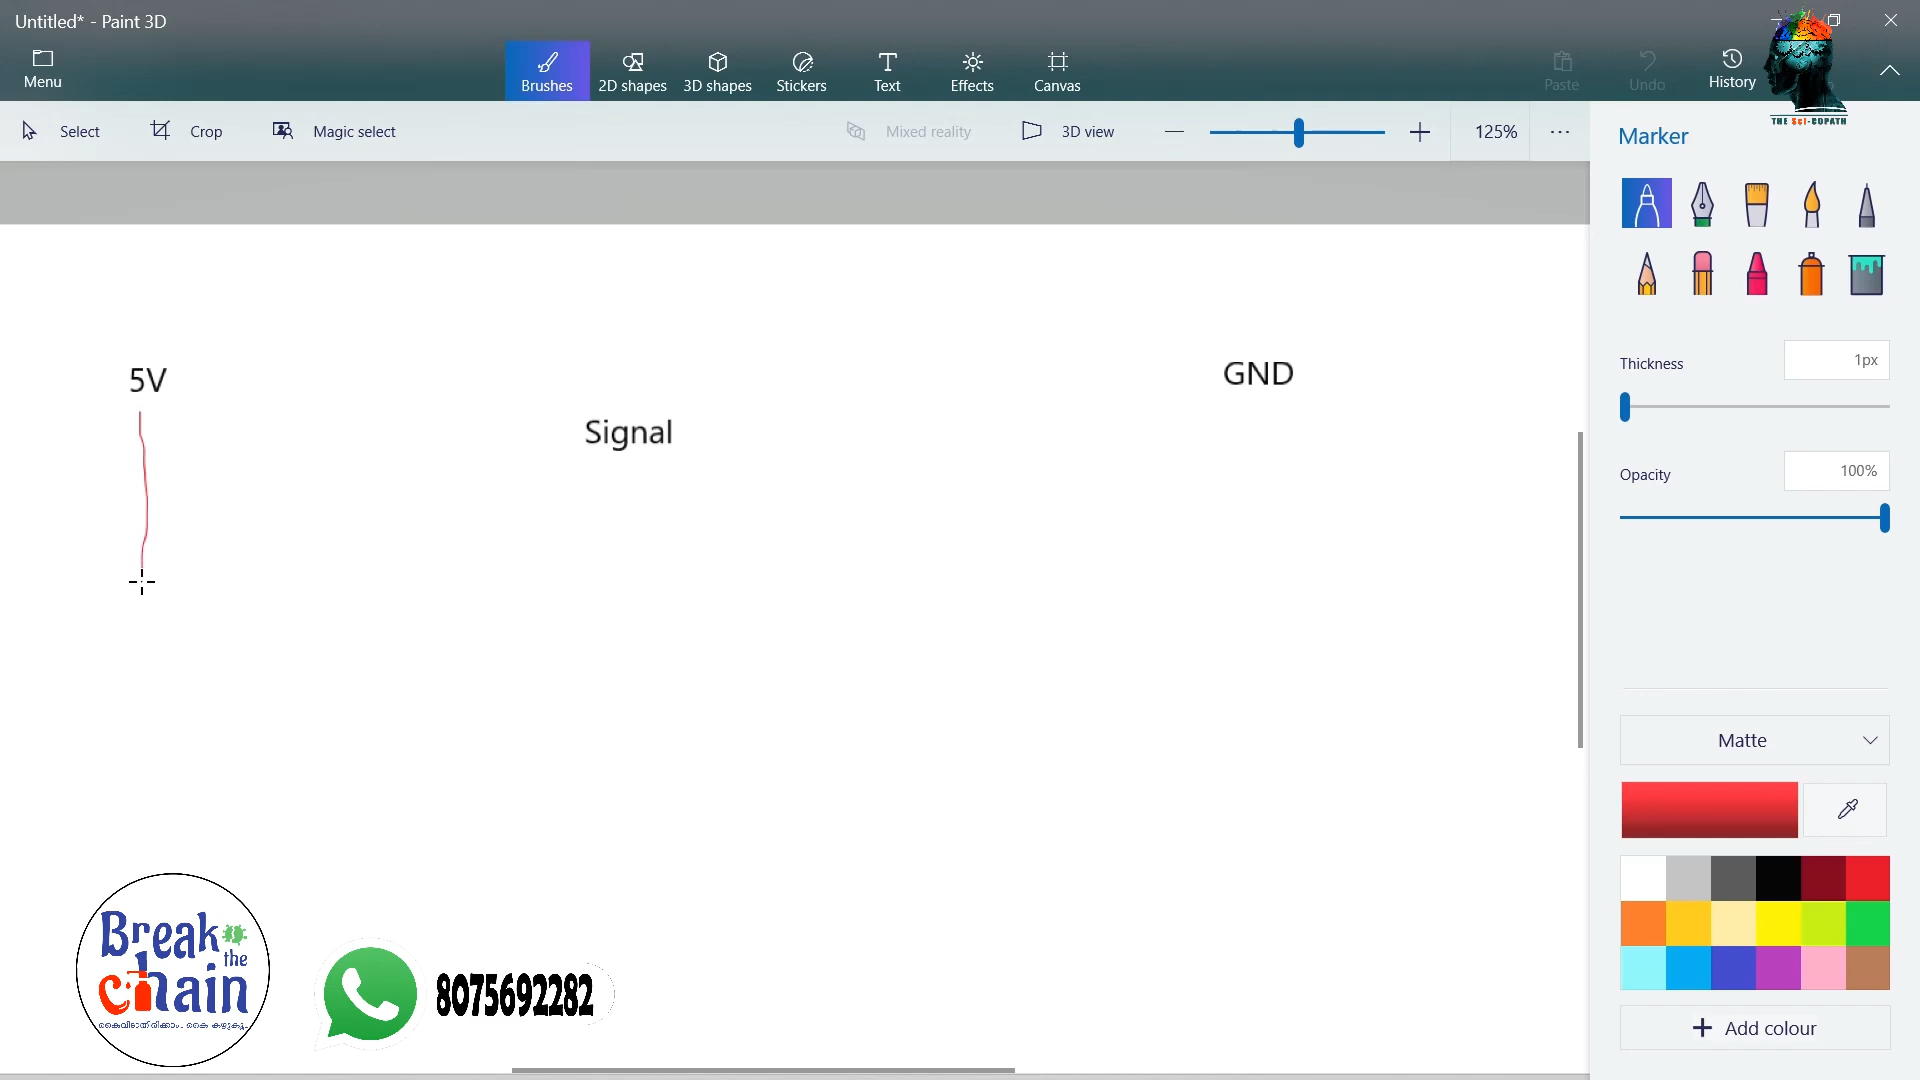 Untitled* - Paint 3D
Menu
Brushes
2D shapes
3D shapes
Stickers
Text
Effects
Canvas
Paste
Undo
History
THE SCI-COPATH
Select
Crop
Magic select
Mixed reality
3D view
125%
Marker
Thickness
1px
Opacity
100%
5V
Signal
GND
Matte
Add colour
Break
the
chain
കൈവിടാതിരിക്കാം.. കൈ കഴുകൂ..
8075692282